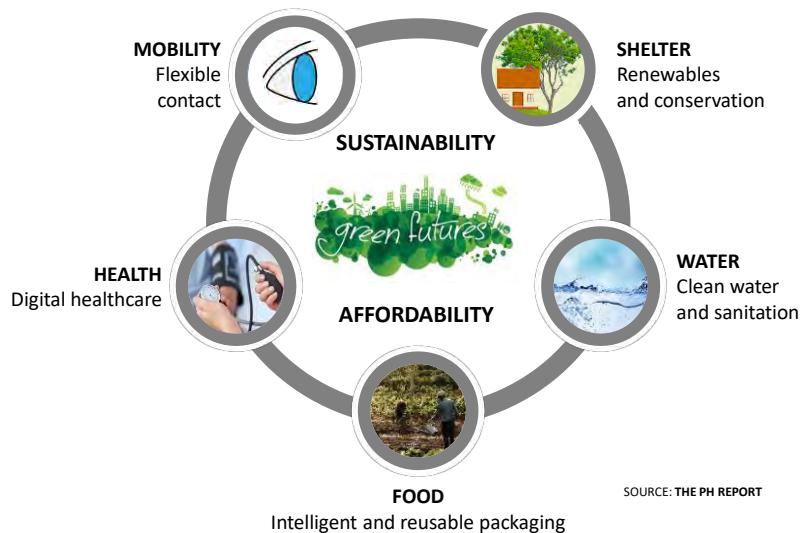 MOBILITY
Flexible
contact
SHELTER
Renewables
and conservation
SUSTAINABILITY
green futures
HEALTH
Digital healthcare
WATER
Clean water
and sanitation
AFFORDABILITY
FOOD
Intelligent and reusable packaging
SOURCE: THE PH REPORT